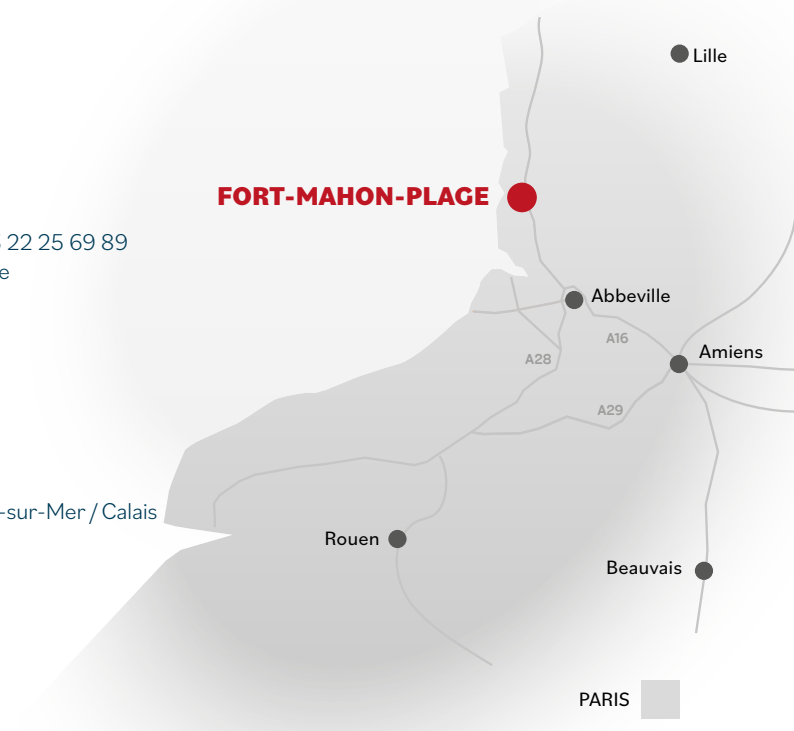 Lille
FORT-MAHON-PLAGE
22 25 69 89
Abbeville
A16
Amiens
A28
A29
-sur-Mer / Calais
Rouen
Beauvais
PARIS